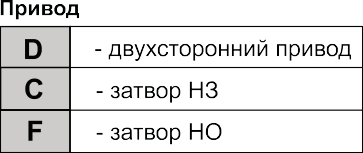 Привод
D - двухсторонний привод
C - затвор НЗ
F - затвор НО